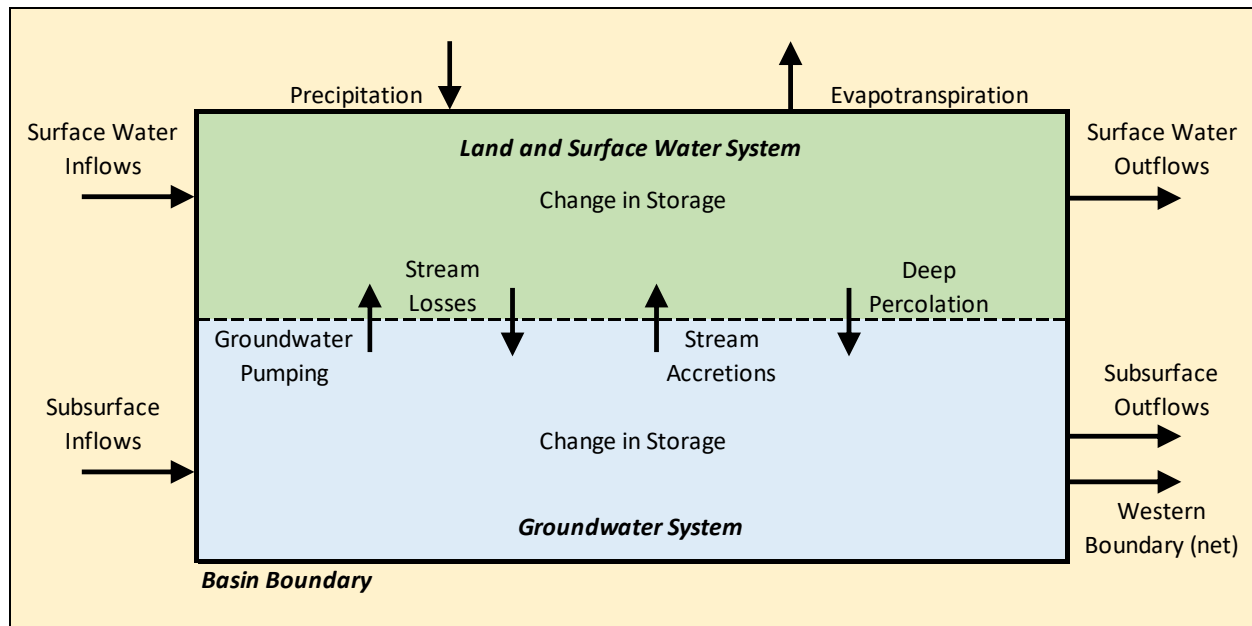 Precipitation
Evapotranspiration
Surface Water
Inflows
Land and Surface Water System
Surface Water
Outflows
Change in Storage
Stream
Losses
Deep
Percolation
Groundwater
Pumping
Stream
Accretions
Subsurface
Inflows
Subsurface
Outflows
Change in Storage
Groundwater System
Western
Boundary (net)
Basin Boundary